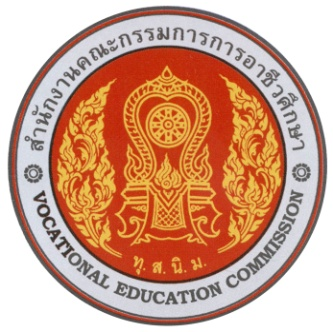 สำนักงานคณะกรรมการการอาชีวศึกษา
ทุ. ส. นิ. ม.
VOCATIONAL EDUCATION COMMISSION